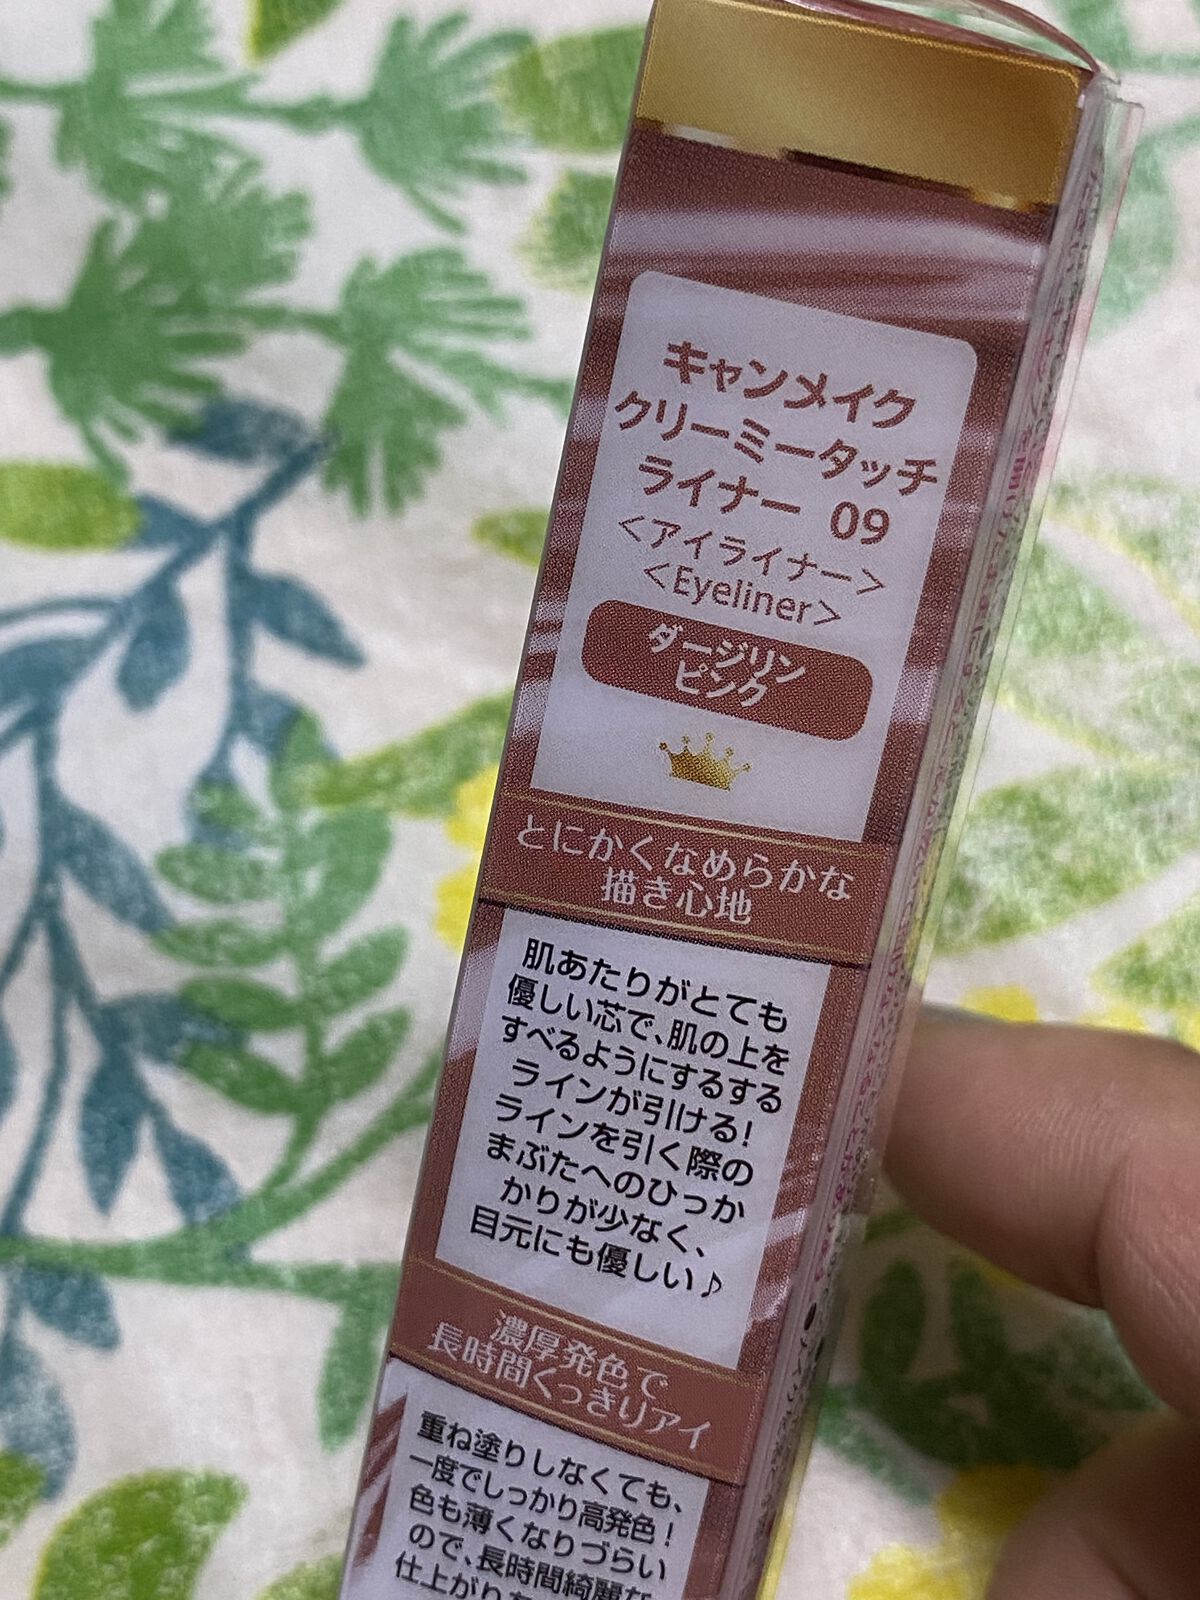 キャンメイク
クリーミータッチ
ライナー 09
<アイライナー>
<Eyeliner>
ダージリン
ピンク
とにかくなめらかな
描き心地
肌あたりがとても
優しい芯で、肌の上を
すべるようにするする
ラインが引ける!
ラインを引く際の
まぶたへのひっか
かりが少なく、
目元にも優しい♪
濃厚発色で
長時間くっきりアイ
重ね塗りしなくても、
一度でしっかり高発色!
色も薄くなりづらい
ので、長時間綺麗な
仕上がり